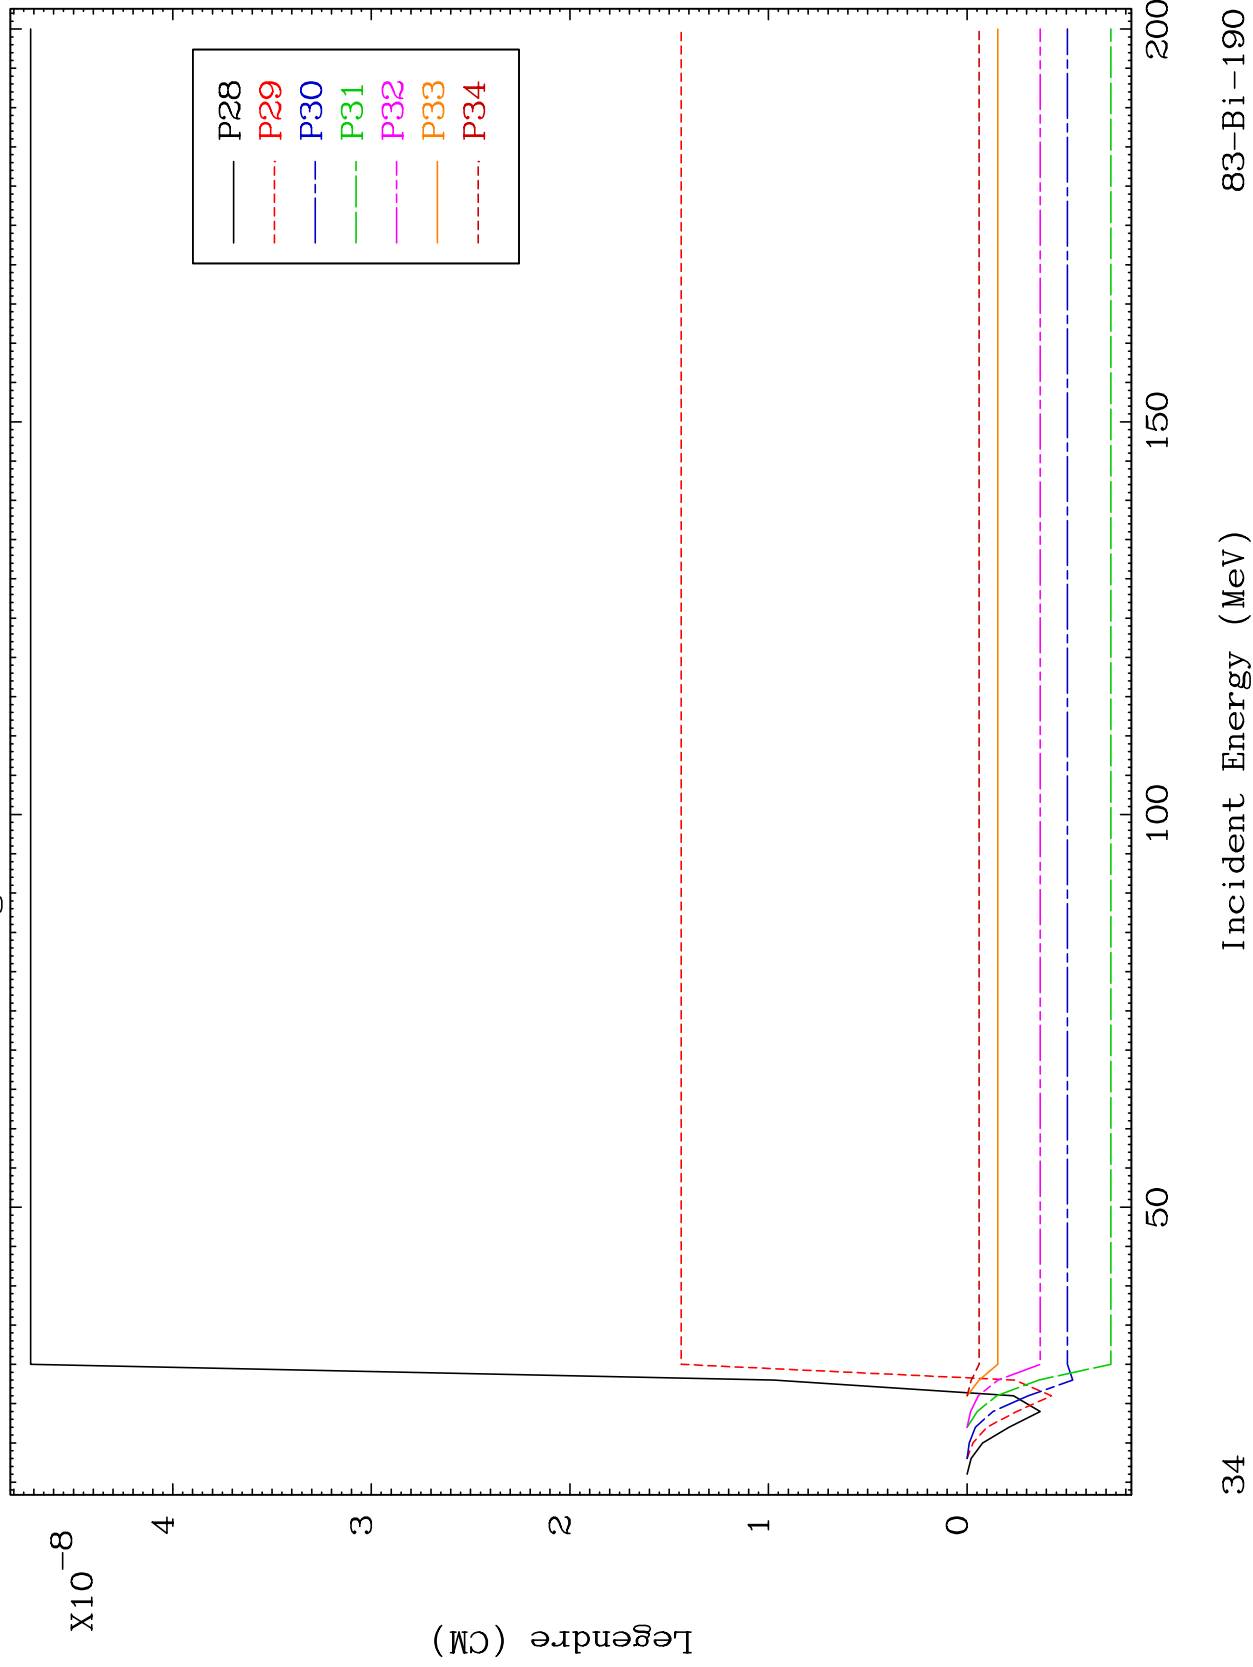 X10-8
4
3
2
1
0
Legendre (CM)
P28
P29
P30
P31
P32
P33
P34
50
100
150
200
34
Incident Energy (MeV)
83-Bi-190